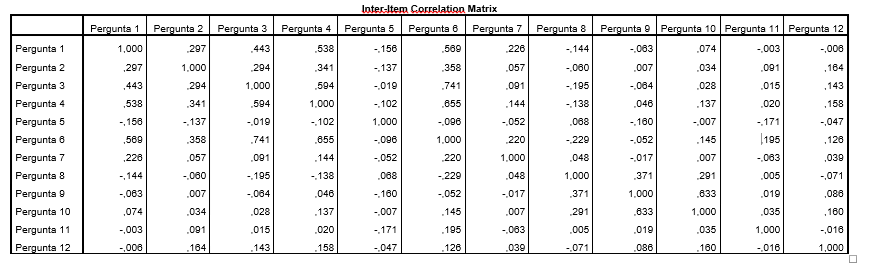 Inter-Item Correlation Matrix
Pergunta 1 Pergunta 2 Pergunta 3 Pergunta 4 Pergunta 5 Pergunta 6 Pergunta 7 Pergunta 8 Pergunta 9 Pergunta 10 Pergunta 11 Pergunta 12
Pergunta 1 1,000 ,297 ,443 ,538 -,156 ,569 ,226 -,144 -,063 ,074 -,003 -,006
Pergunta 2 ,297 1,000 ,294 ,341 -,137 ,358 ,057 -,060 ,007 ,034 ,091 ,164
Pergunta 3 ,443 ,294 1,000 ,594 -,019 ,741 ,091 -,195 -,064 ,028 ,015 ,143
Pergunta 4 ,538 ,341 ,594 1,000 -,102 ,655 ,144 -,138 ,046 ,137 ,020 ,158
Pergunta 5 -,156 -,137 -,019 -,102 1,000 -,096 -,052 ,068 -,160 -,007 -,171 -,047
Pergunta 6 ,569 ,358 ,741 ,655 -,096 1,000 ,220 -,229 -,052 ,145 ,195 ,126
Pergunta 7 ,226 ,057 ,091 ,144 -,052 ,220 1,000 ,048 -,017 ,007 -,063 ,039
Pergunta 8 -,144 -,060 -,195 -,138 ,068 -,229 ,048 1,000 ,371 ,291 ,005 -,071
Pergunta 9 -,063 ,007 -,064 ,046 -,160 -,052 -,017 ,371 1,000 ,633 ,019 ,086
Pergunta 10 ,074 ,034 ,028 ,137 -,007 ,145 ,007 ,291 ,633 1,000 ,035 ,160
Pergunta 11 -,003 ,091 ,015 ,020 -,171 ,195 -,063 ,005 ,019 ,035 1,000 -,016
Pergunta 12 -,006 ,164 ,143 ,158 -,047 ,126 ,039 -,071 ,086 ,160 -,016 1,000